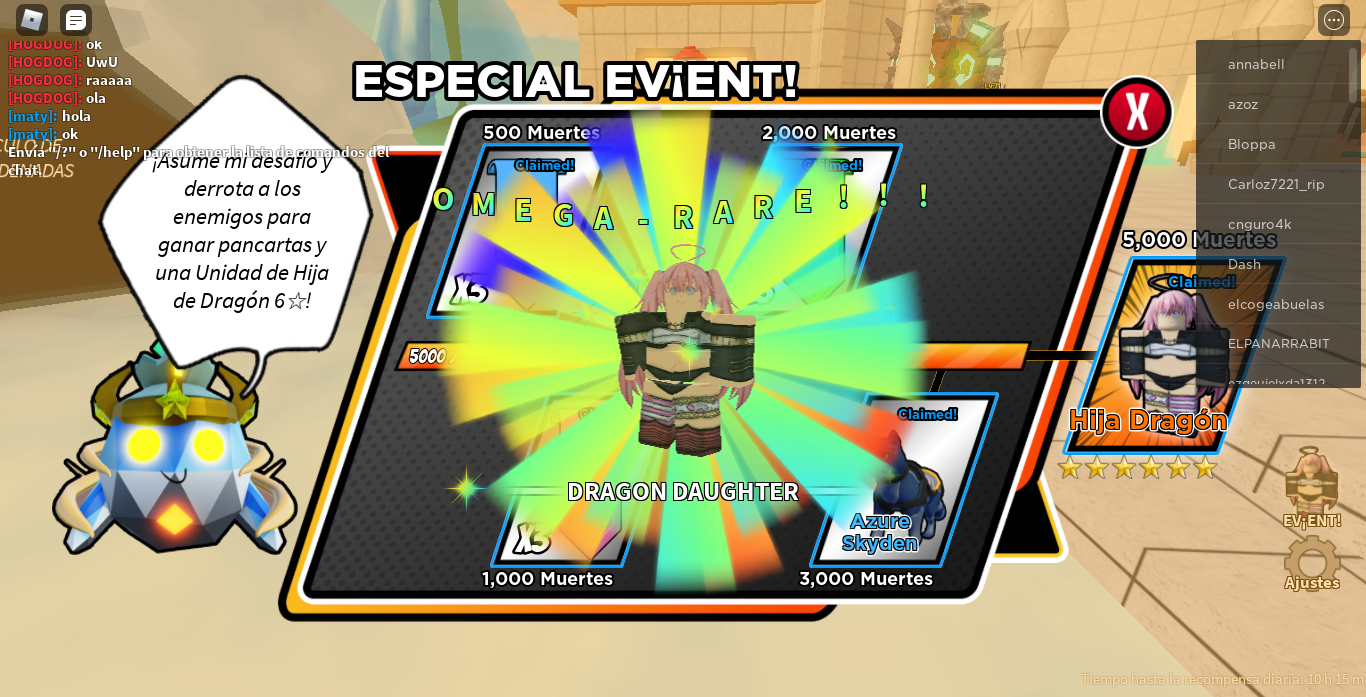 [HOGDOG]: ok
[HOGDOG]: UwU
[HOGDOG]: raaaaa
[HOGDOG]: ola
[maty]: hola
[maty]: ok
Envía "/?" o "/help" para obtener la lista de comandos del
chat.
¡Asume mi desafío y
derrota a los
enemigos para
ganar pancartas y
una Unidad de Hija
de Dragón 6☆!
ESPECIAL EV¡ENT!
X
500 Muertes
2,000 Muertes
Claimed!
Claimed!
OMEGA-RARE!!!
X3
5000
DRAGON DAUGHTER
X3
1,000 Muertes
Claimed!
Azure
Skyden
3,000 Muertes
5,000 Muertes
Claimed!
Hija Dragón
annabell
azoz
Bloppa
Carloz7221_rip
cnguro4k
Dash
elcogeabuelas
ELPANARRABIT
EV¡ENT!
Ajustes
Tiempo hasta la recompensa diaria: 10 h 15 m